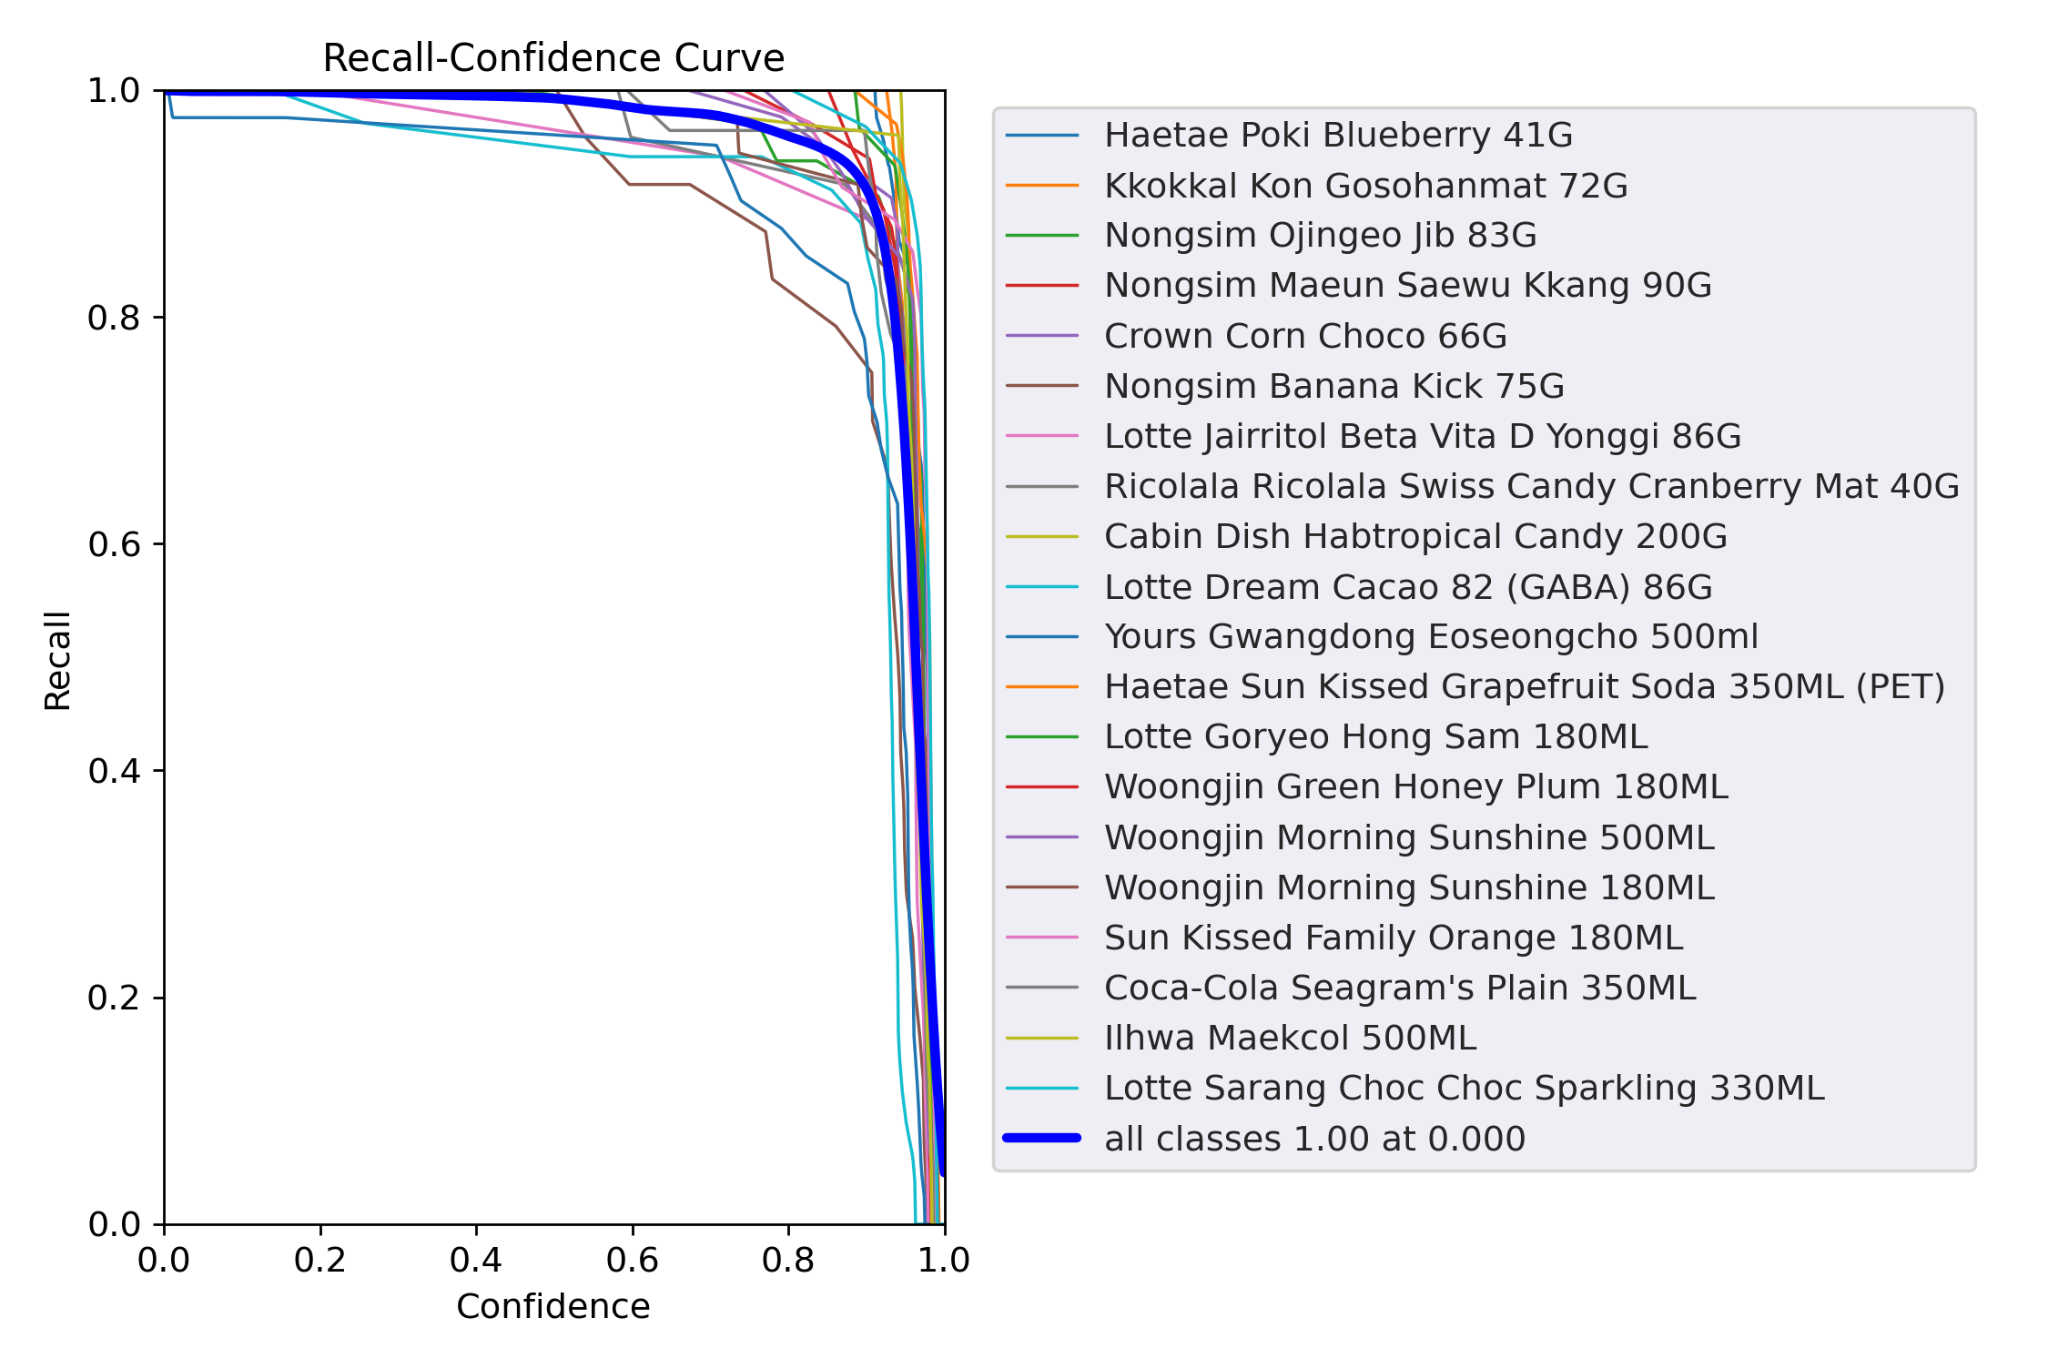 Recall-Confidence Curve
1.0
0.8
0.6
0.4
0.2
0.0
Recall
0.0 0.2 0.4 0.6 0.8 1.0
Confidence
Haetae Poki Blueberry 41G
Kkokkal Kon Gosohanmat 72G
Nongsim Ojingeo Jib 83G
Nongsim Maeun Saewu Kkang 90G
Crown Corn Choco 66G
Nongsim Banana Kick 75G
Lotte Jairritol Beta Vita D Yonggi 86G
Ricolala Ricolala Swiss Candy Cranberry Mat 40G
Cabin Dish Habtropical Candy 200G
Lotte Dream Cacao 82 (GABA) 86G
Yours Gwangdong Eoseongcho 500ml
Haetae Sun Kissed Grapefruit Soda 350ML (PET)
Lotte Goryeo Hong Sam 180ML
Woongjin Green Honey Plum 180ML
Woongjin Morning Sunshine 500ML
Woongjin Morning Sunshine 180ML
Sun Kissed Family Orange 180ML
Coca-Cola Seagram's Plain 350ML
Ilhwa Maekcol 500ML
Lotte Sarang Choc Choc Sparkling 330ML
all classes 1.00 at 0.000